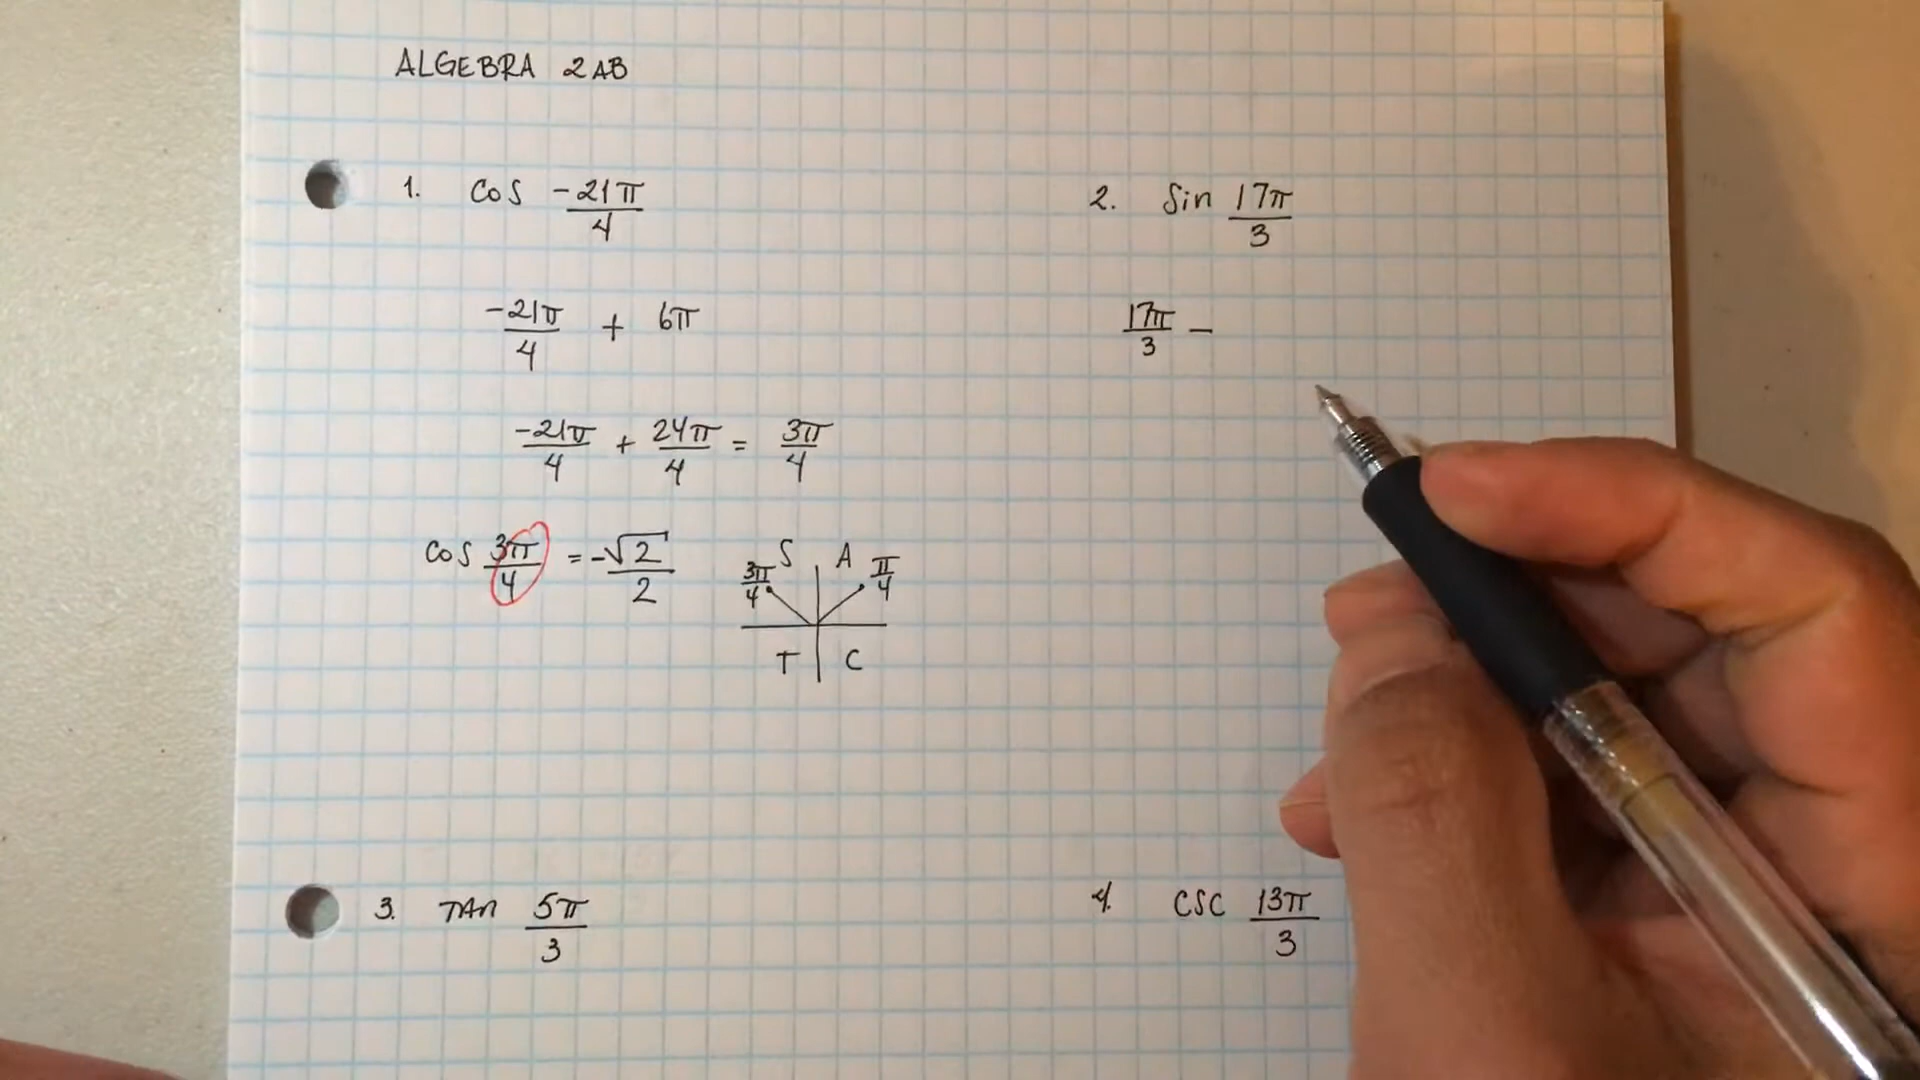 ALGEBRA 2AB
1. Cos -21π/4
-21π/4 + 6π
-21π/4 + 24π/4 = 3π/4
Cos 3π/4 = -√2/2
S A
3π/4 π/4
T C
2. Sin 17π/3
17π/3 -
3. TAN 5π/3
4. CSC 13π/3